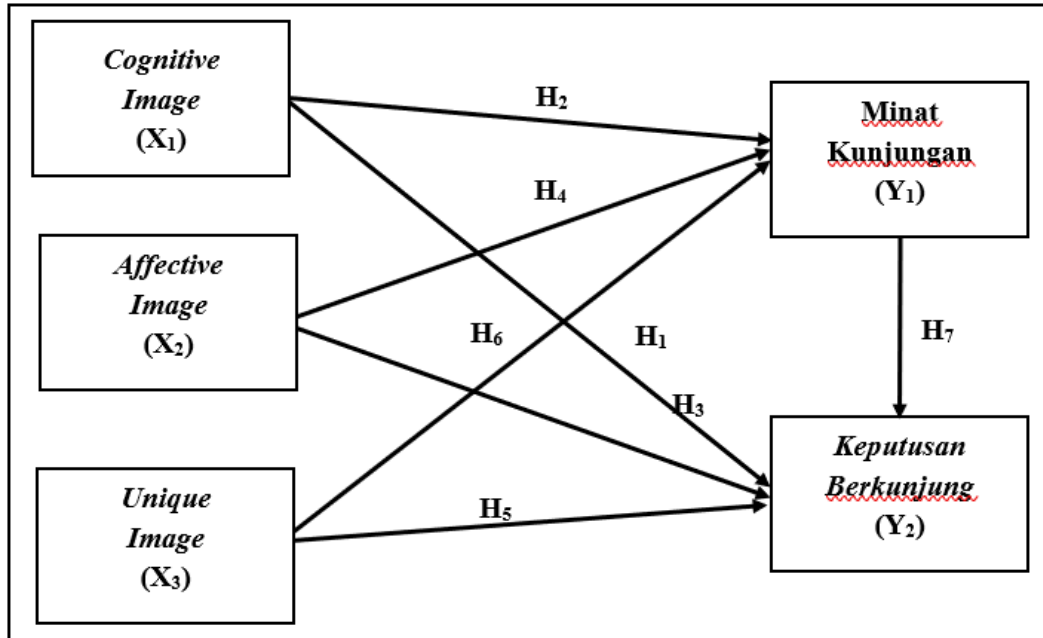 Cognitive
Image
(X₁)
H₂
Minat
Kunjungan
(Y₁)
H₄
Affective
Image
(X₂)
H₆
H₁
H₇
H₃
Keputusan
Berkunjung
(Y₂)
Unique
Image
(X₃)
H₅